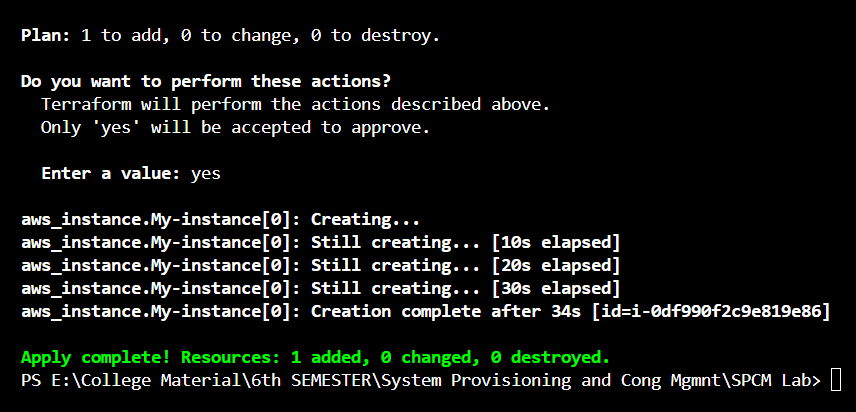 Plan: 1 to add, 0 to change, 0 to destroy.
Do you want to perform these actions?
Terraform will perform the actions described above.
Only 'yes' will be accepted to approve.
Enter a value: yes
aws_instance.My-instance[0]: Creating...
aws_instance.My-instance[0]: Still creating... [10s elapsed]
aws_instance.My-instance[0]: Still creating... [20s elapsed]
aws_instance.My-instance[0]: Still creating... [30s elapsed]
aws_instance.My-instance[0]: Creation complete after 34s [id=i-0df990f2c9e819e86]
Apply complete! Resources: 1 added, 0 changed, 0 destroyed.
PS E:\College Material\6th SEMESTER\System Provisioning and Cong Mgmnt\SPCM Lab>